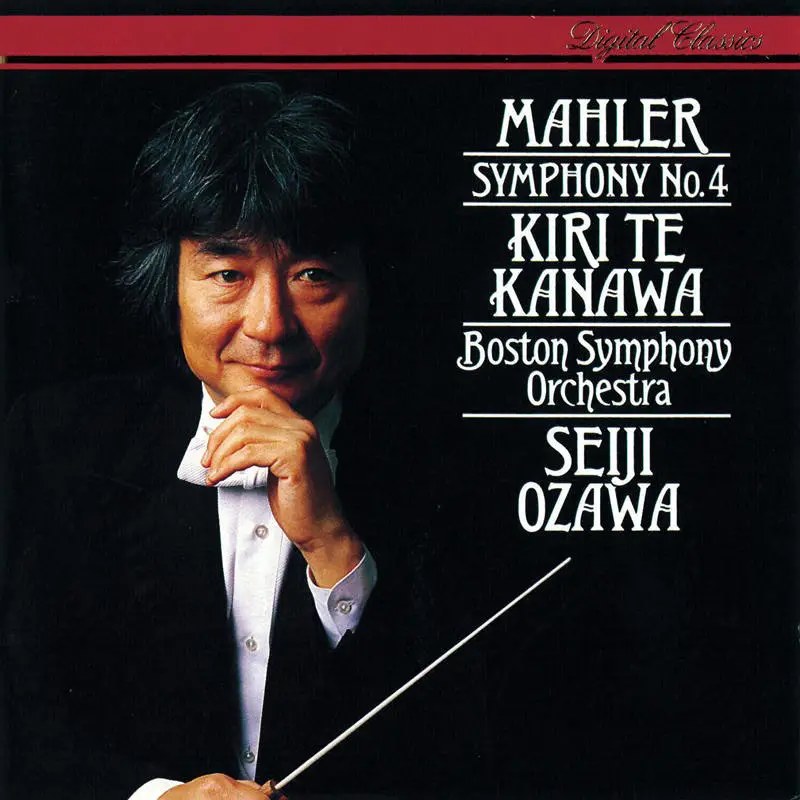 Digital Classics
MAHLER
SYMPHONY No. 4
KIRI TE
KANAWA
Boston Symphony
Orchestra
SEIJI
OZAWA